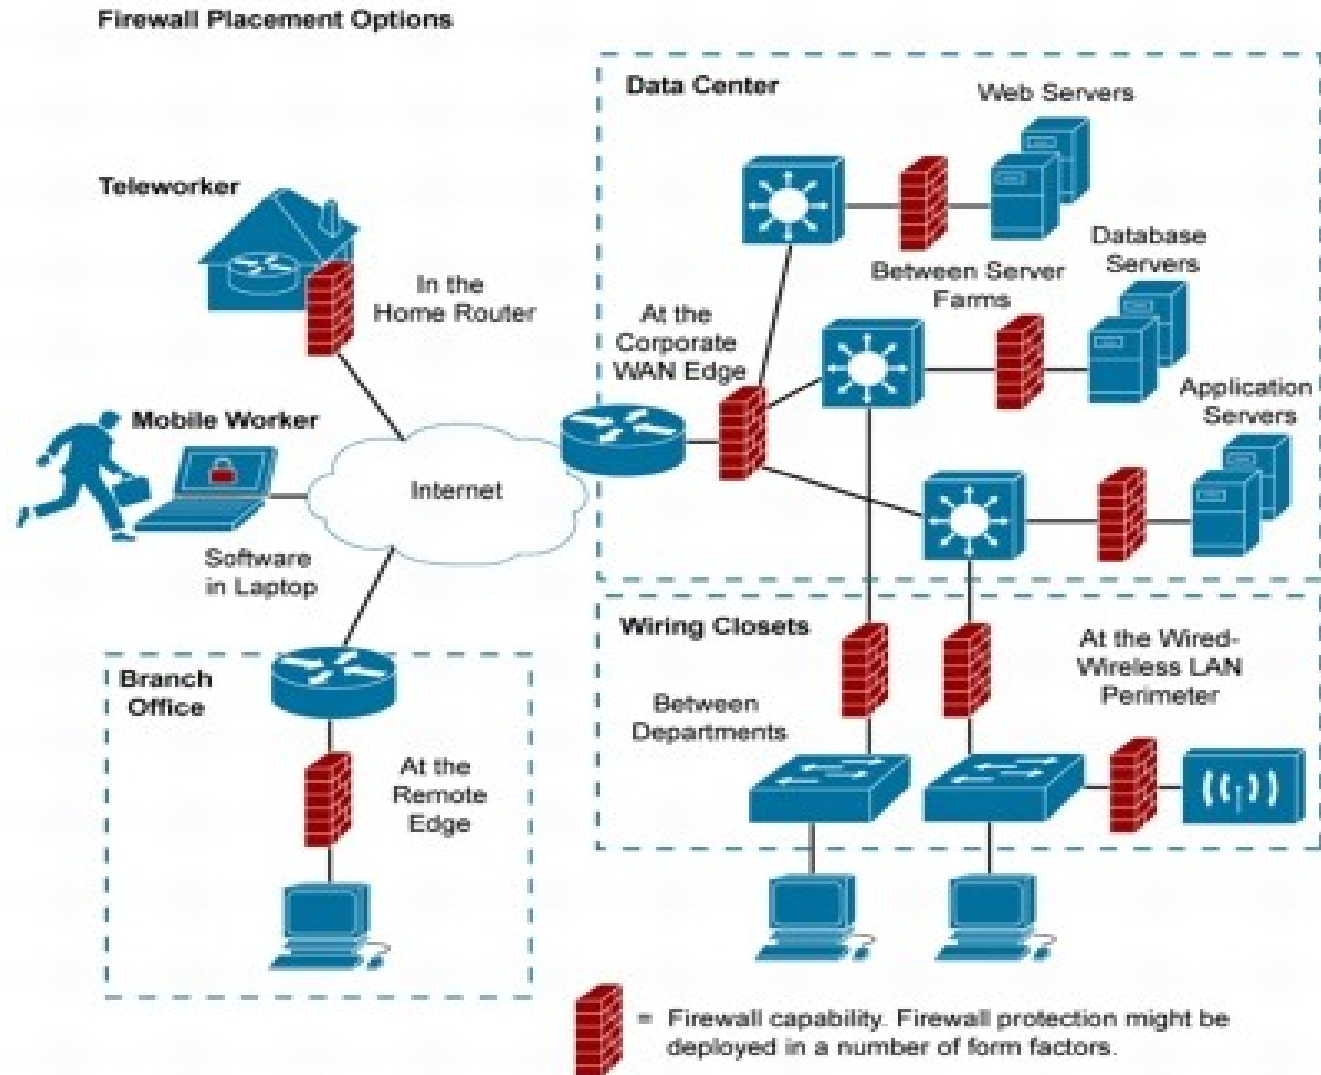 Firewall Placement Options
Data Center
Web Servers
Teleworker
In the
Home Router
Database
Servers
Between Server
Farms
At the
Corporate
WAN Edge
Application
Servers
Mobile Worker
Internet
Software
in Laptop
Wiring Closets
At the Wired-
Wireless LAN
Perimeter
Between
Departments
Branch
Office
At the
Remote
Edge
= Firewall capability. Firewall protection might be
deployed in a number of form factors.